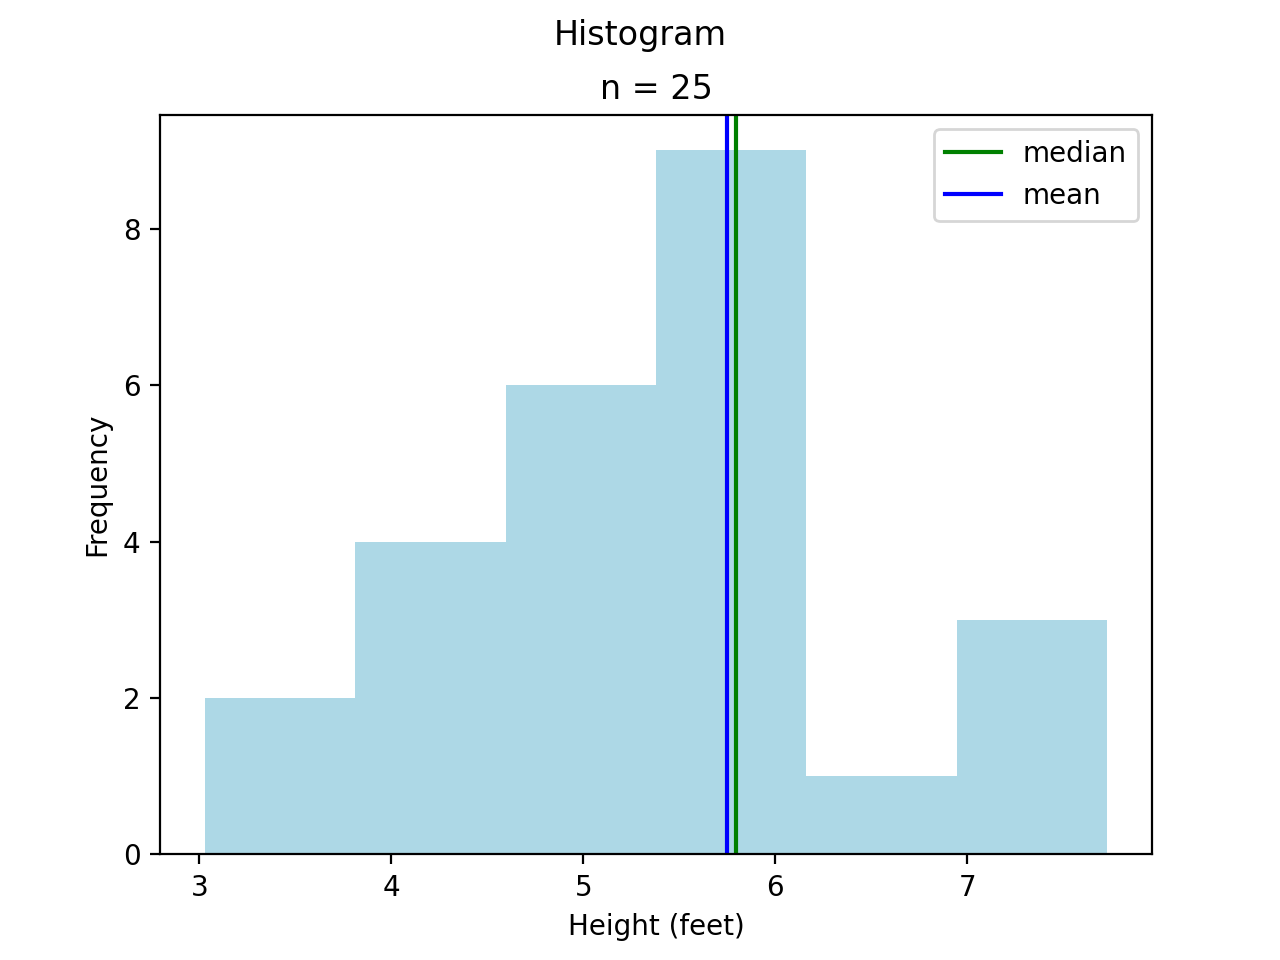 Histogram
n = 25
median
mean
8
6
4
2
0
Frequency
3 4 5 6 7
Height (feet)